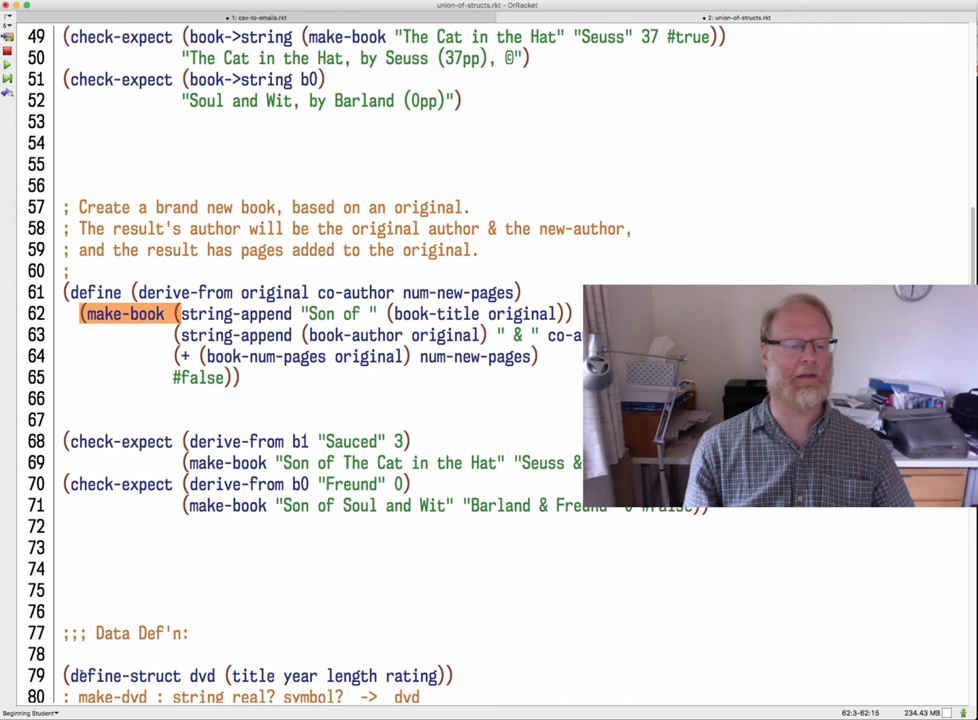 union-of-structs.rkt - DrRacket
1: csv-to-emails.rkt
2: union-of-structs.rkt
49 (check-expect (book->string (make-book "The Cat in the Hat" "Seuss" 37 #true))
50 "The Cat in the Hat, by Seuss (37pp), @")
51 (check-expect (book->string b0)
52 "Soul and Wit, by Barland (0pp)")
53
54
55
56
57 ; Create a brand new book, based on an original.
58 ; The result's author will be the original author & the new-author,
59 ; and the result has pages added to the original.
60 ;
61 (define (derive-from original co-author num-new-pages)
62 (make-book (string-append "Son of " (book-title original))
63 (string-append (book-author original) " & " co-a
64 (+ (book-num-pages original) num-new-pages)
65 #false))
66
67
68 (check-expect (derive-from b1 "Sauced" 3)
69 (make-book "Son of The Cat in the Hat" "Seuss &
70 (check-expect (derive-from b0 "Freund" 0)
71 (make-book "Son of Soul and Wit" "Barland &
72
73
74
75
76
77 ;;; Data Def'n:
78
79 (define-struct dvd (title year length rating))
80 ; make-dvd : string real? symbol? -> dvd
Beginning Student
62:3-62:15
234.43 MB